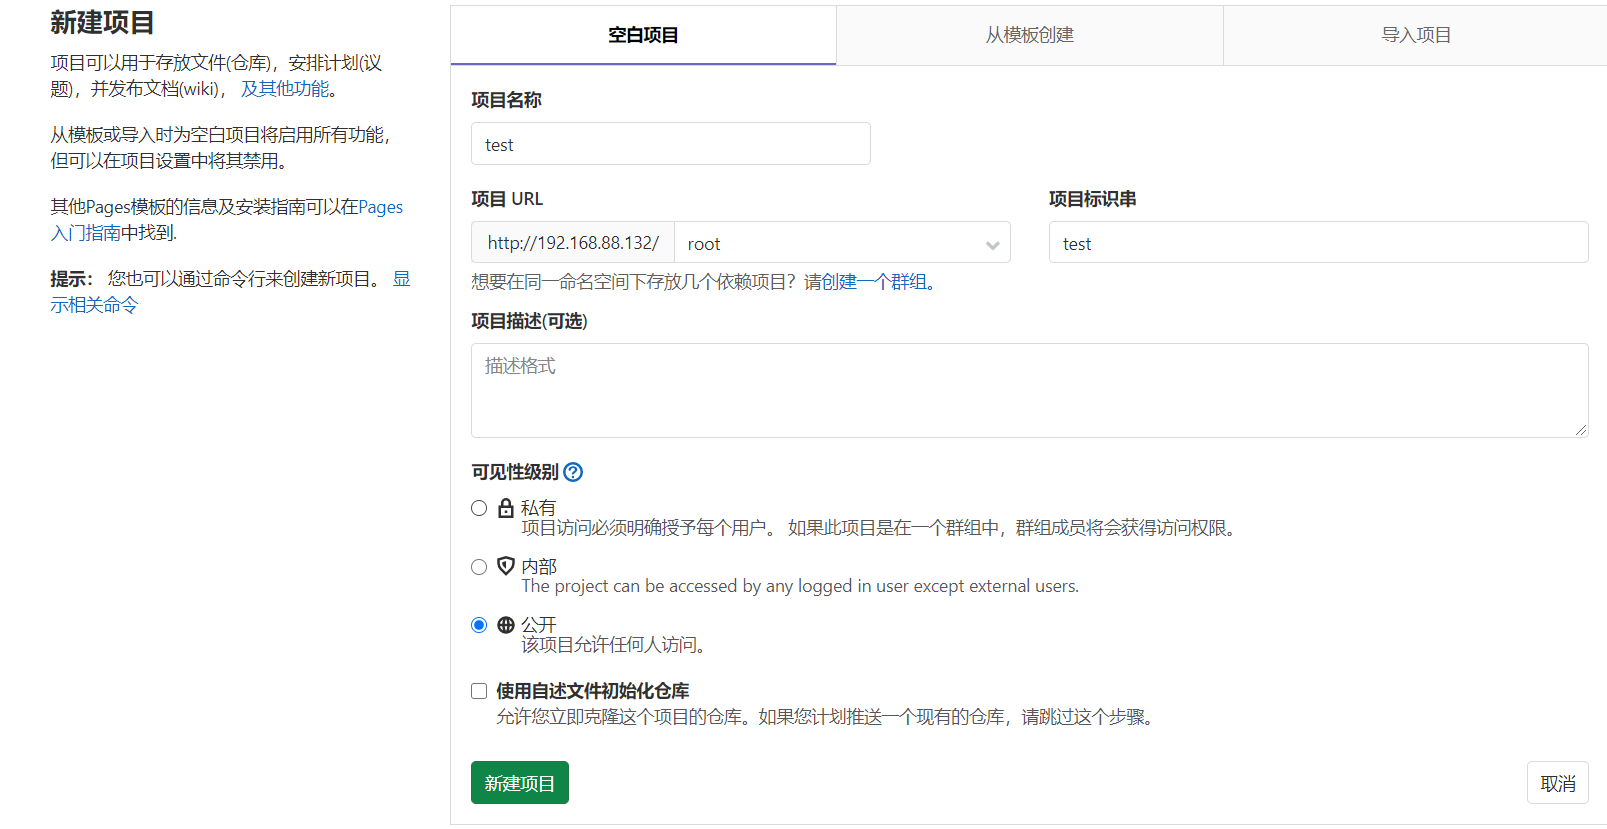 新建项目
项目可以用于存放文件(仓库)，安排计划(议
题)，并发布文档(wiki)， 及其他功能。
从模板或导入时为空白项目将启用所有功能，
但可以在项目设置中将其禁用。
其他Pages模板的信息及安装指南可以在Pages
入门指南中找到.
提示： 您也可以通过命令行来创建新项目。 显
示相关命令
空白项目
从模板创建
导入项目
项目名称
test
项目 URL
项目标识串
http://192.168.88.132/
root
test
想要在同一命名空间下存放几个依赖项目？请创建一个群组。
项目描述(可选)
描述格式
可见性级别
私有
项目访问必须明确授予每个用户。 如果此项目是在一个群组中，群组成员将会获得访问权限。
内部
The project can be accessed by any logged in user except external users.
公开
该项目允许任何人访问。
使用自述文件初始化仓库
允许您立即克隆这个项目的仓库。如果您计划推送一个现有的仓库，请跳过这个步骤。
新建项目
取消